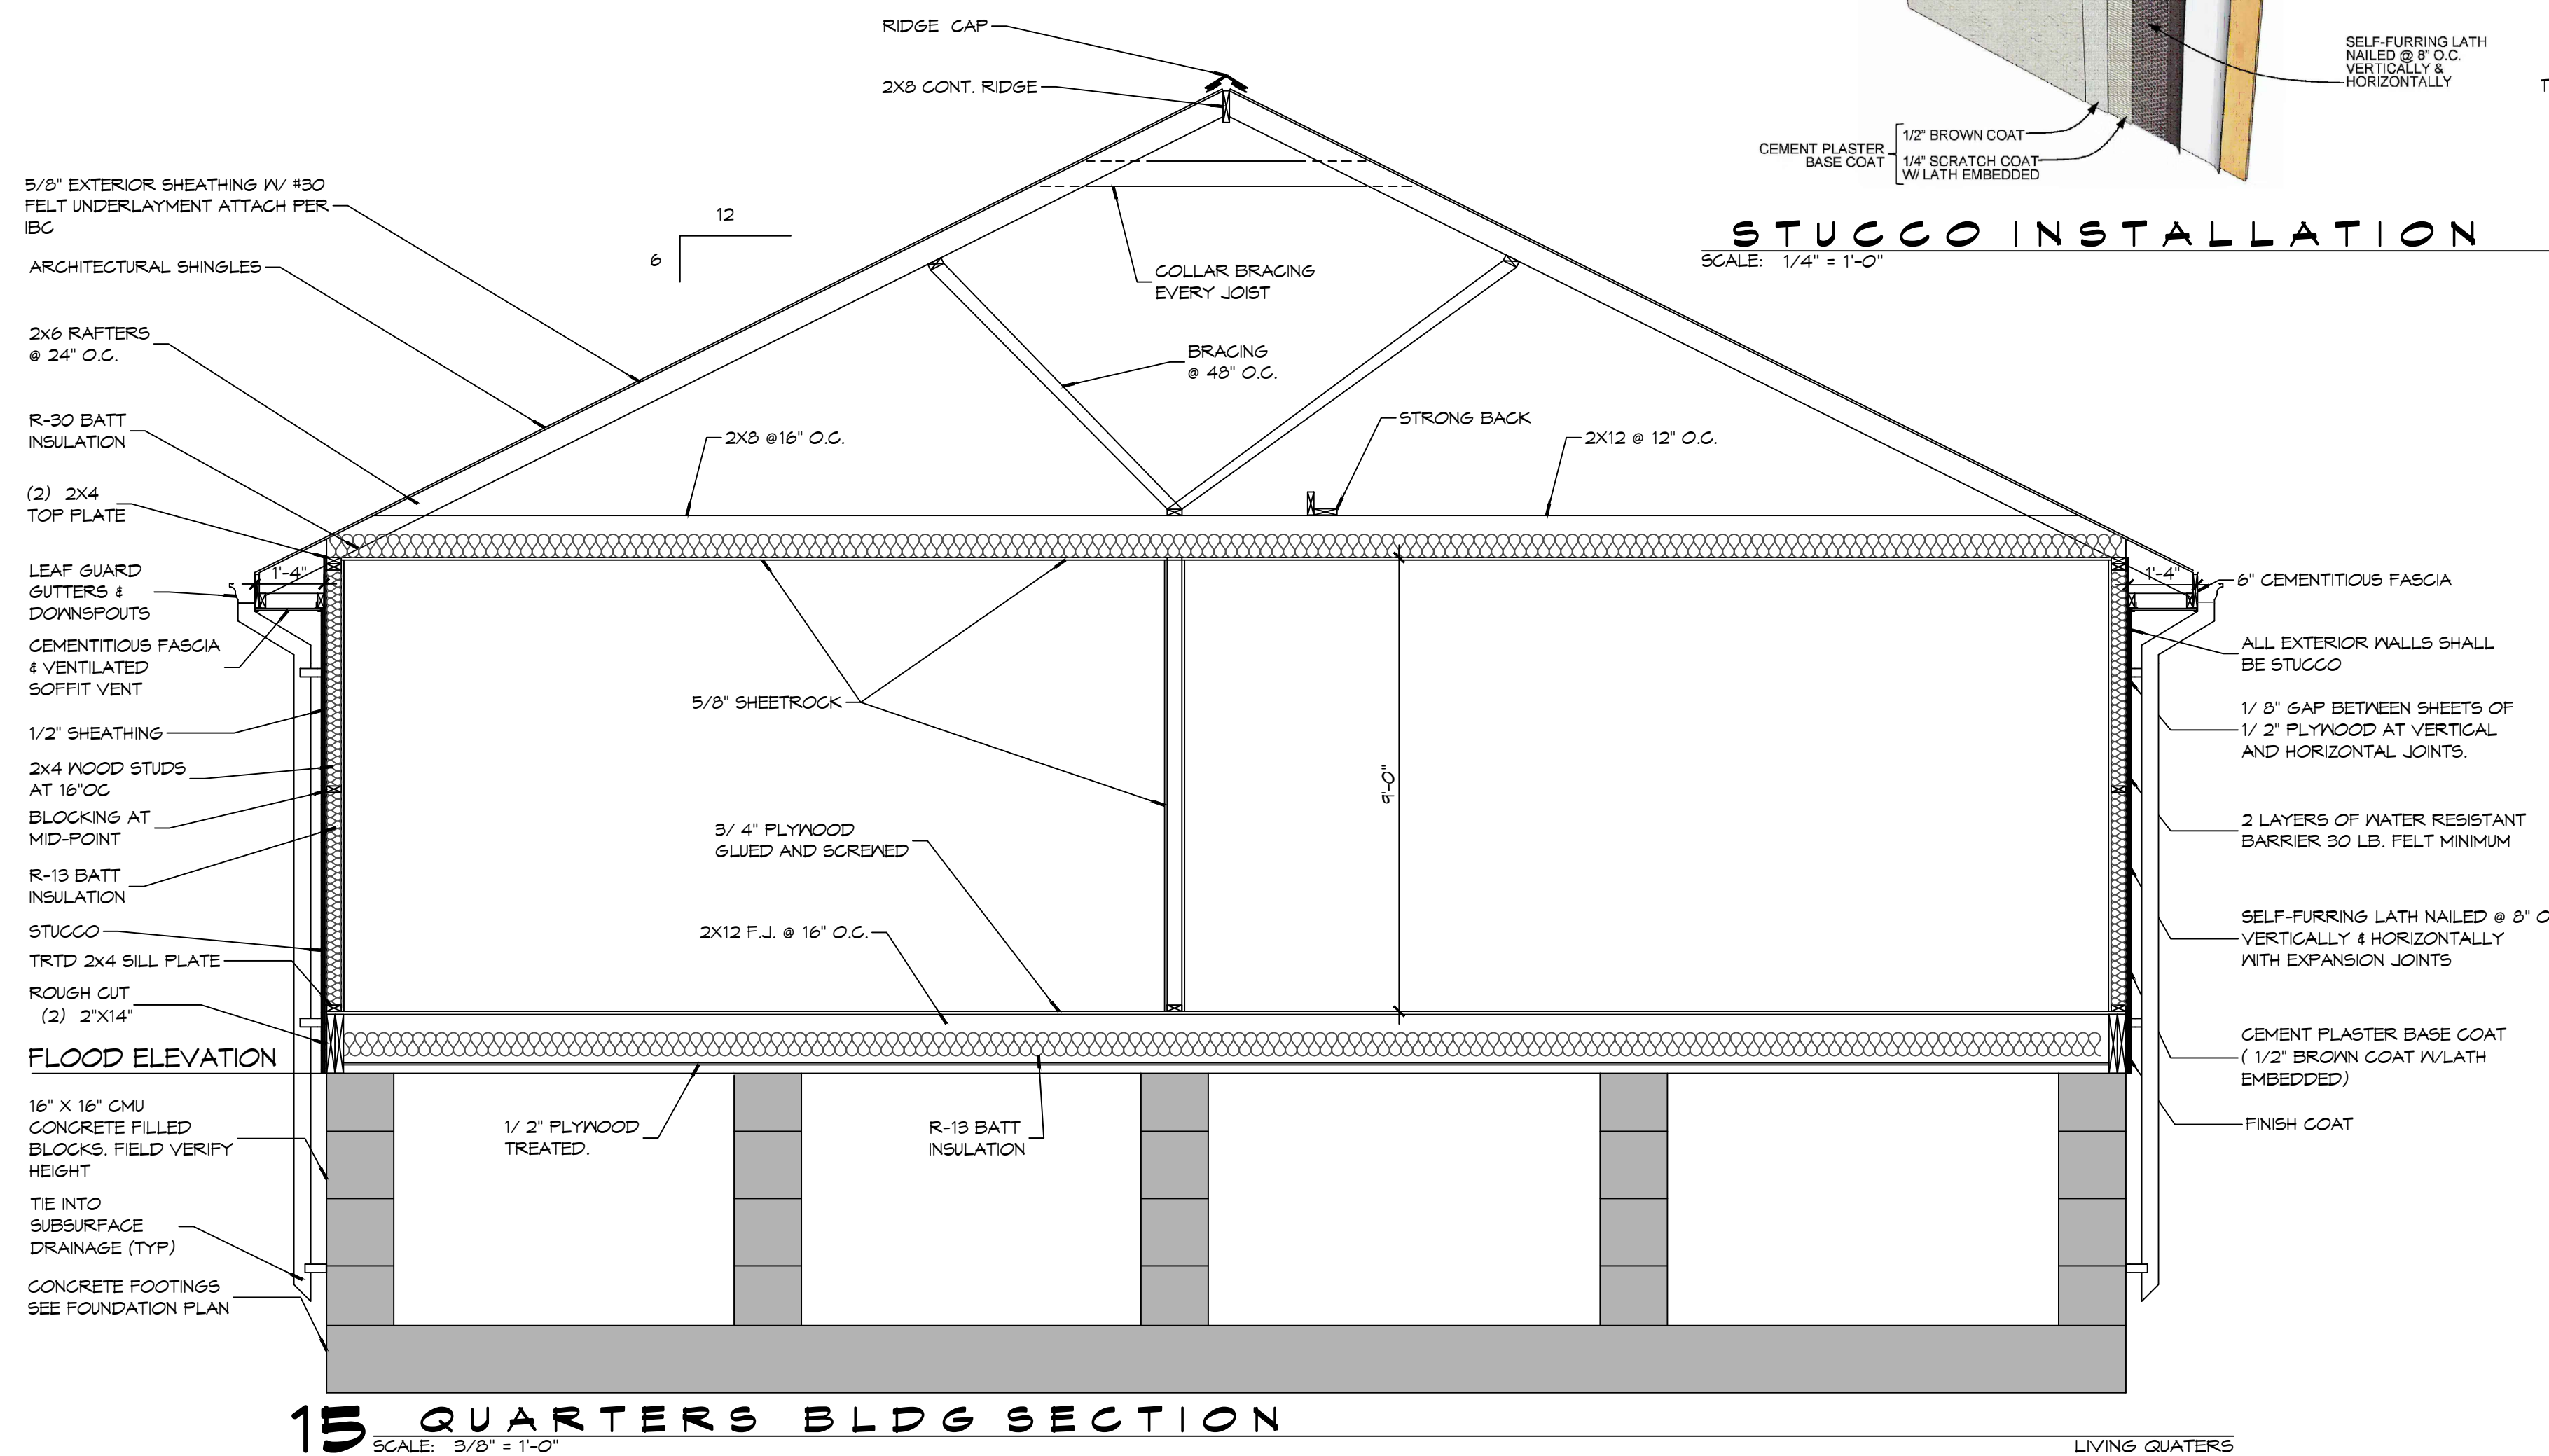 RIDGE CAP
2X8 CONT. RIDGE
SELF-FURRING LATH
NAILED @ 8" O.C.
VERTICALLY &
HORIZONTALLY
T
CEMENT PLASTER
BASE COAT
1/2" BROWN COAT
1/4" SCRATCH COAT
W/ LATH EMBEDDED
STUCCO INSTALLATION
SCALE: 1/4" = 1'-0"
5/8" EXTERIOR SHEATHING W/ #30
FELT UNDERLAYMENT ATTACH PER
IBC
ARCHITECTURAL SHINGLES
2x6 RAFTERS
@ 24" O.C.
R-30 BATT
INSULATION
(2) 2X4
TOP PLATE
LEAF GUARD
GUTTERS &
DOWNSPOUTS
CEMENTITIOUS FASCIA
& VENTILATED
SOFFIT VENT
1/2" SHEATHING
2x4 WOOD STUDS
AT 16"OC
BLOCKING AT
MID-POINT
R-13 BATT
INSULATION
STUCCO
TRTD 2x4 SILL PLATE
ROUGH CUT
(2) 2"X14"
FLOOD ELEVATION
16" X 16" CMU
CONCRETE FILLED
BLOCKS. FIELD VERIFY
HEIGHT
TIE INTO
SUBSURFACE
DRAINAGE (TYP)
CONCRETE FOOTINGS
SEE FOUNDATION PLAN
12
6
COLLAR BRACING
EVERY JOIST
BRACING
@ 48" O.C.
2X8 @16" O.C.
STRONG BACK
2X12 @ 12" O.C.
1'-4"
1'-4"
5/8" SHEETROCK
9'-0"
3/ 4" PLYWOOD
GLUED AND SCREWED
2X12 F.J. @ 16" O.C.
1/ 2" PLYWOOD
TREATED.
R-13 BATT
INSULATION
6" CEMENTITIOUS FASCIA
ALL EXTERIOR WALLS SHALL
BE STUCCO
1/ 8" GAP BETWEEN SHEETS OF
1/ 2" PLYWOOD AT VERTICAL
AND HORIZONTAL JOINTS.
2 LAYERS OF WATER RESISTANT
BARRIER 30 LB. FELT MINIMUM
SELF-FURRING LATH NAILED @ 8" O
VERTICALLY & HORIZONTALLY
WITH EXPANSION JOINTS
CEMENT PLASTER BASE COAT
( 1/2" BROWN COAT W/LATH
EMBEDDED)
FINISH COAT
15 QUARTERS BLDG SECTION
SCALE: 3/8" = 1'-0"
LIVING QUATERS